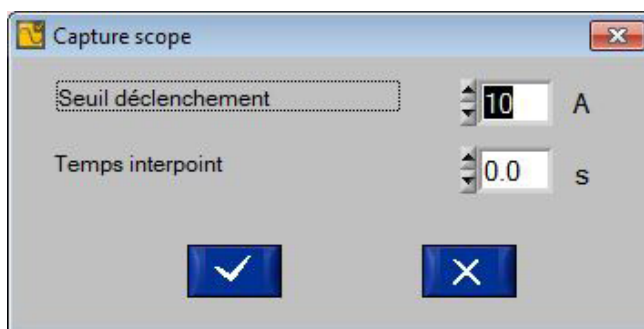 Capture scope
Seuil déclenchement 10 A
Temps interpoint 0.0 s